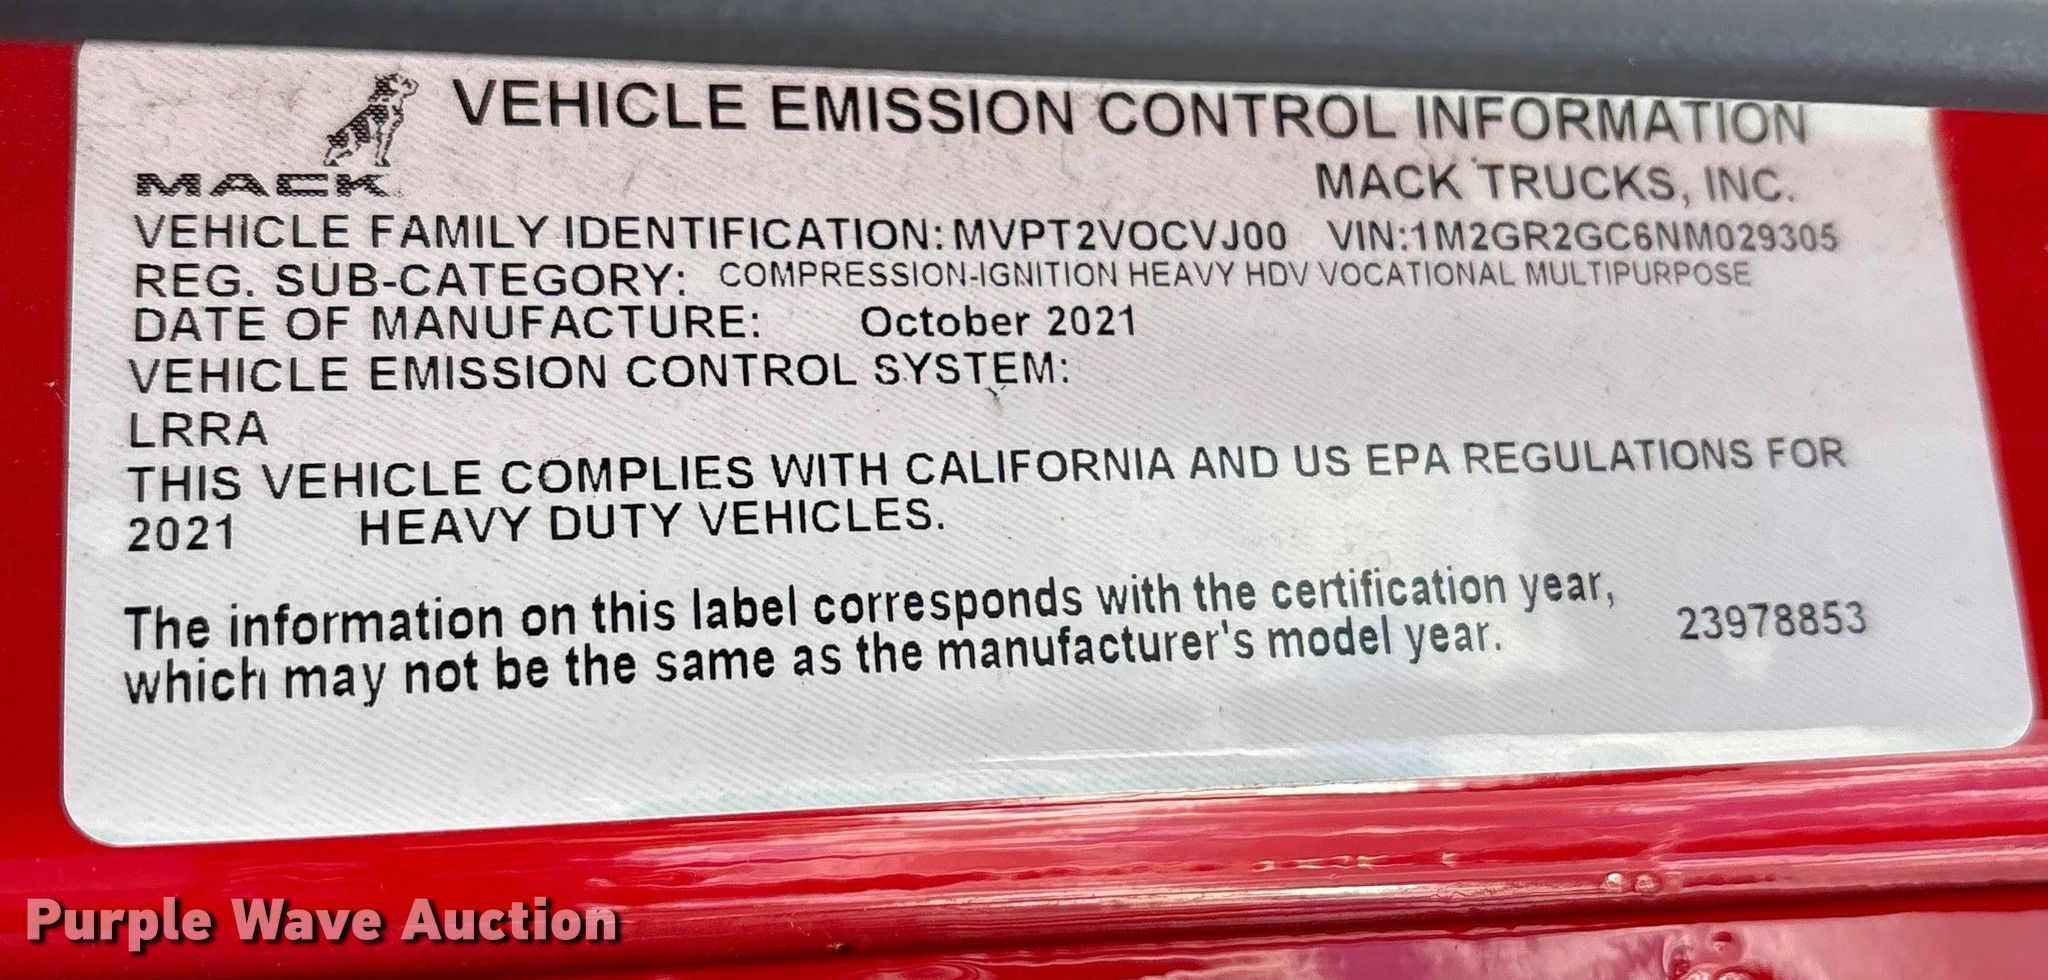 VEHICLE EMISSION CONTROL INFORMATION
MACK
MACK TRUCKS, INC.
VEHICLE FAMILY IDENTIFICATION: MVPT2VOCVJ00 VIN:1M2GR2GC6NM029305
REG. SUB-CATEGORY: COMPRESSION-IGNITION HEAVY HDV VOCATIONAL MULTIPURPOSE
DATE OF MANUFACTURE: October 2021
VEHICLE EMISSION CONTROL SYSTEM:
LRRA
THIS VEHICLE COMPLIES WITH CALIFORNIA AND US EPA REGULATIONS FOR
2021 HEAVY DUTY VEHICLES.
The information on this label corresponds with the certification year,
which may not be the same as the manufacturer's model year.
23978853
Purple Wave Auction